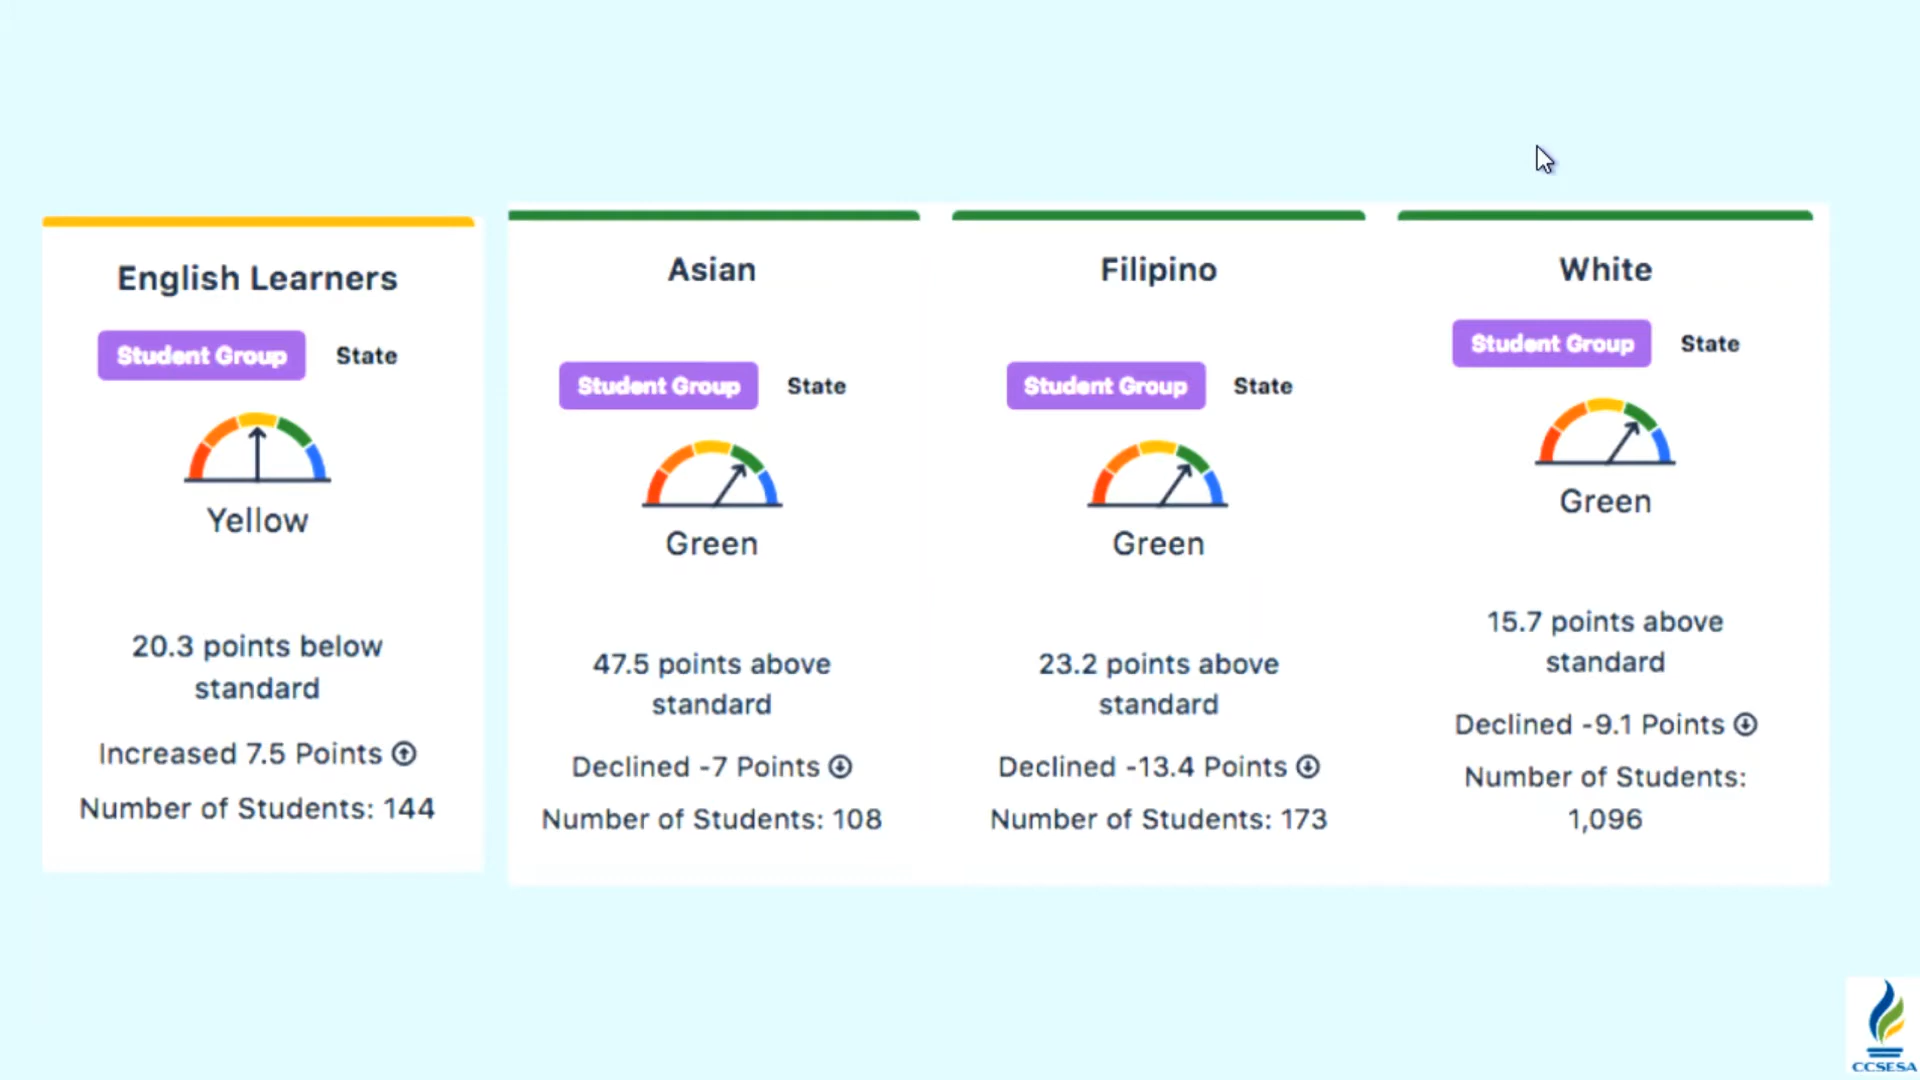 English Learners
Student Group State
Yellow
20.3 points below
standard
Increased 7.5 Points
Number of Students: 144
Asian
Student Group State
Green
47.5 points above
standard
Declined -7 Points
Number of Students: 108
Filipino
Student Group State
Green
23.2 points above
standard
Declined -13.4 Points
Number of Students: 173
White
Student Group State
Green
15.7 points above
standard
Declined -9.1 Points
Number of Students:
1,096
CCSESA